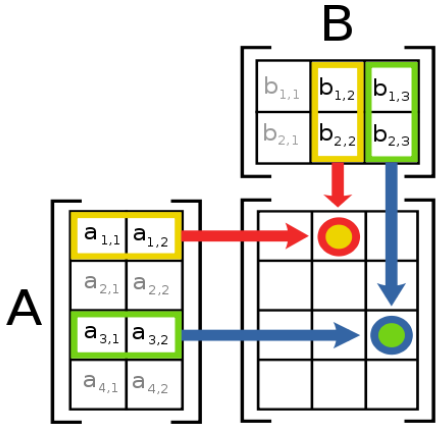 B
b1,1 b1,2 b1,3
b2,1 b2,2 b2,3
a1,1 a1,2
a2,1 a2,2
A
a3,1 a3,2
a4,1 a4,2